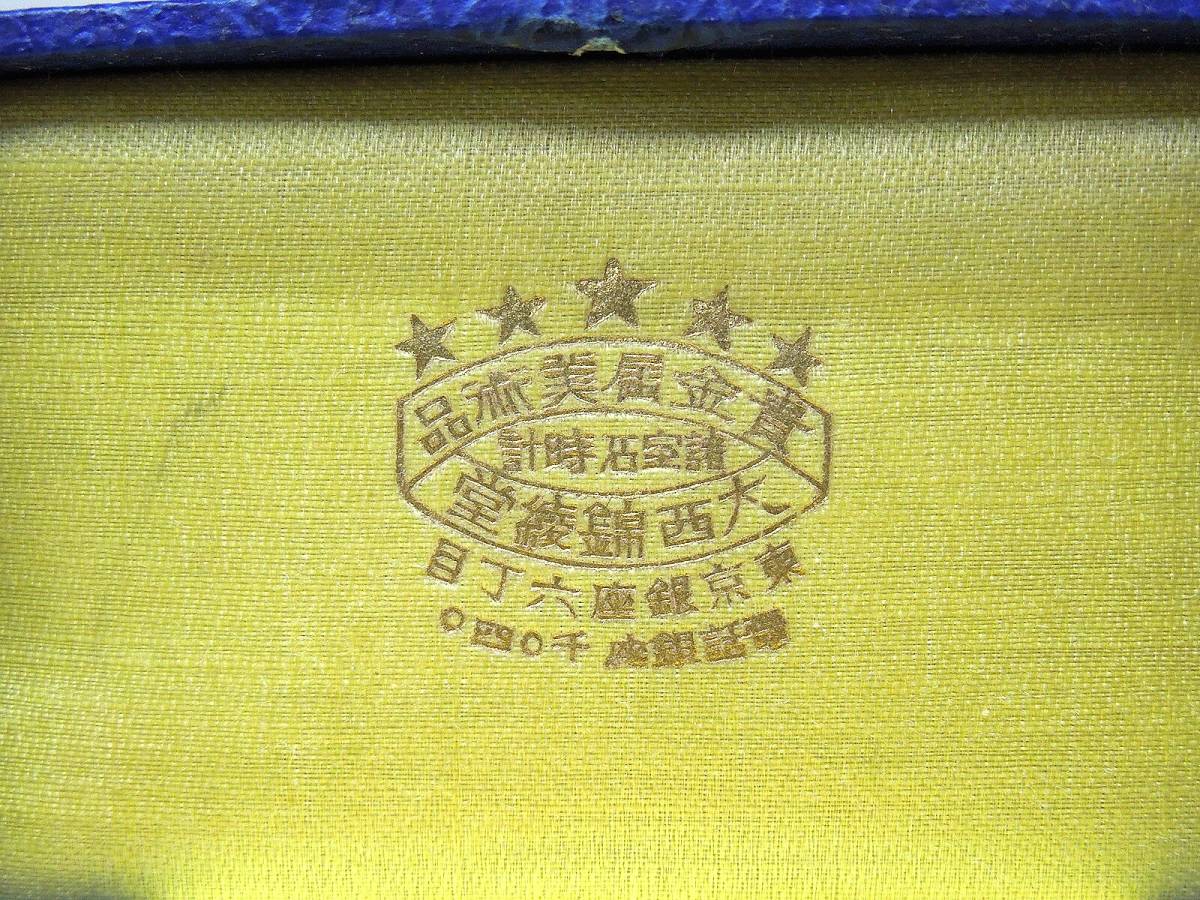 貴金属美術品
諸宝石時計
大西錦綾堂
東京銀座六丁目
電話銀座 千〇四〇